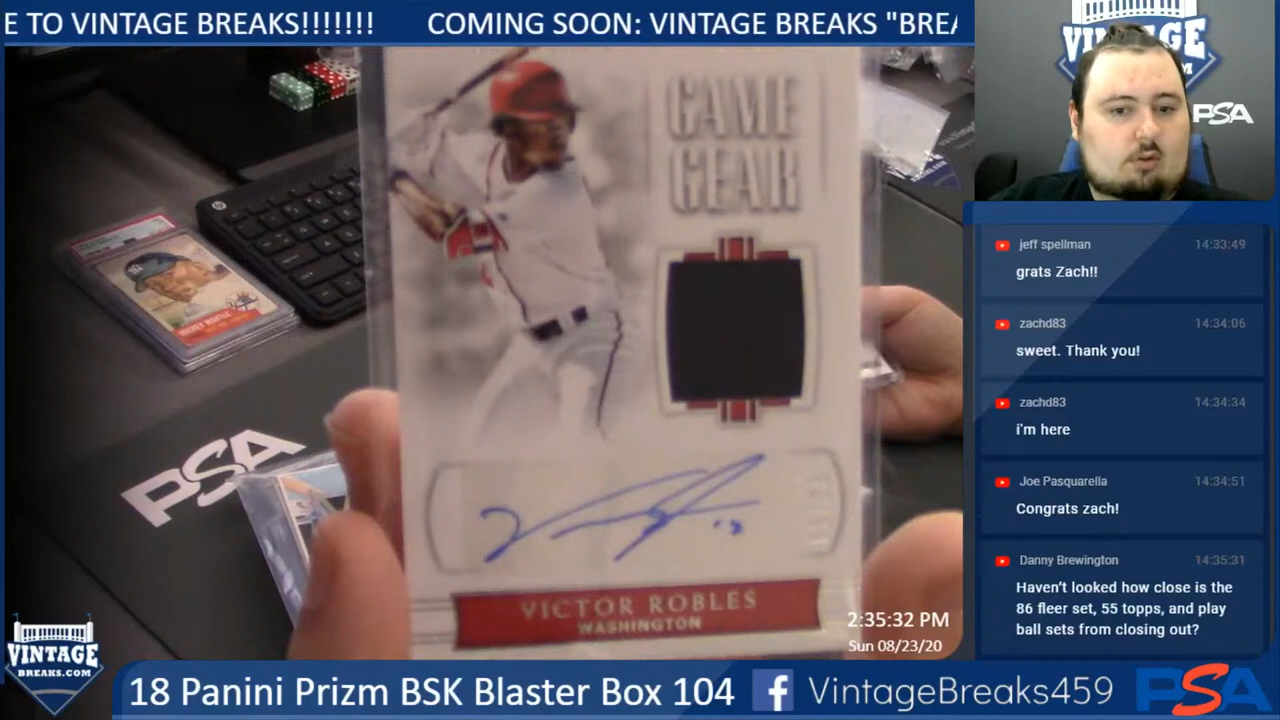 E TO VINTAGE BREAKS!!!!!!! COMING SOON: VINTAGE BREAKS "BREA
VINTAGE
PSA
GAME
GEAR
hp
MICKEY MANTLE
PSA
VICTOR ROBLES
WASHINGTON
jeff spellman 14:33:49
grats Zach!!
zachd83 14:34:06
sweet. Thank you!
zachd83 14:34:34
i'm here
Joe Pasquarella 14:34:51
Congrats zach!
Danny Brewington 14:35:31
Haven't looked how close is the
86 fleer set, 55 topps, and play
ball sets from closing out?
2:35:32 PM
Sun 08/23/20
VINTAGE
BREAKS.COM
18 Panini Prizm BSK Blaster Box 104
f VintageBreaks459
PSA